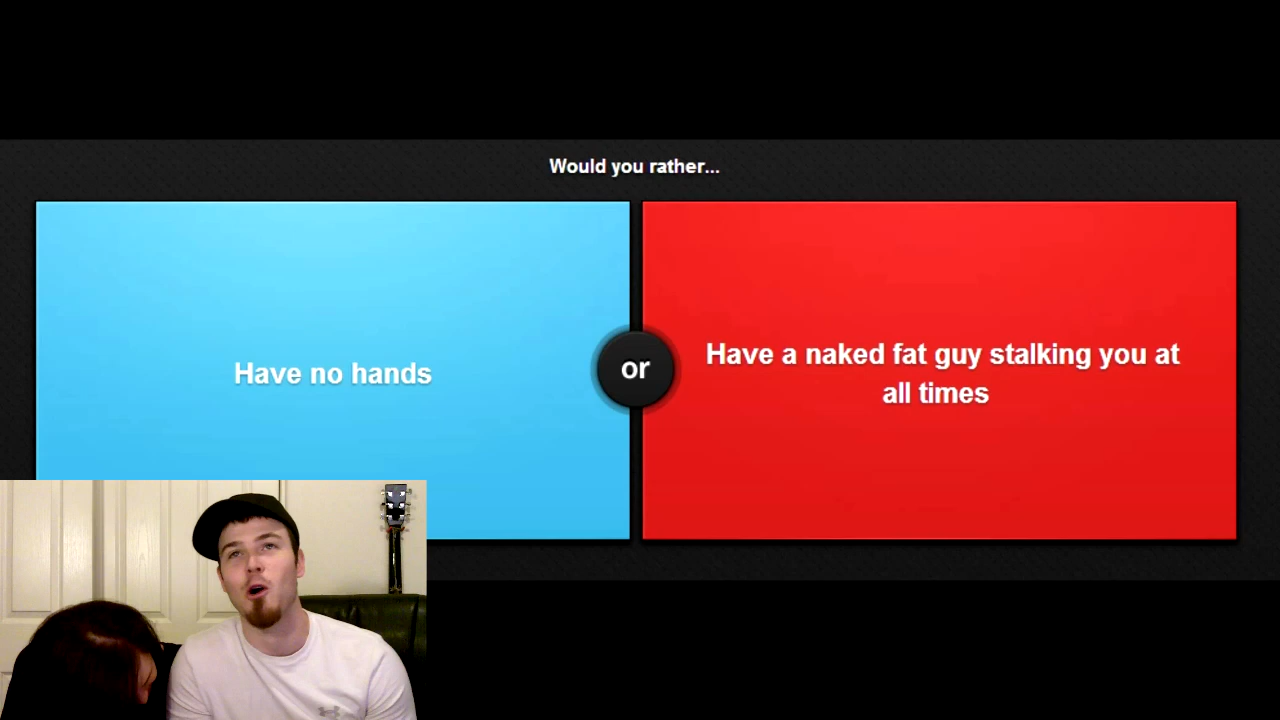 Would you rather...
Have no hands
or
Have a naked fat guy stalking you at
all times